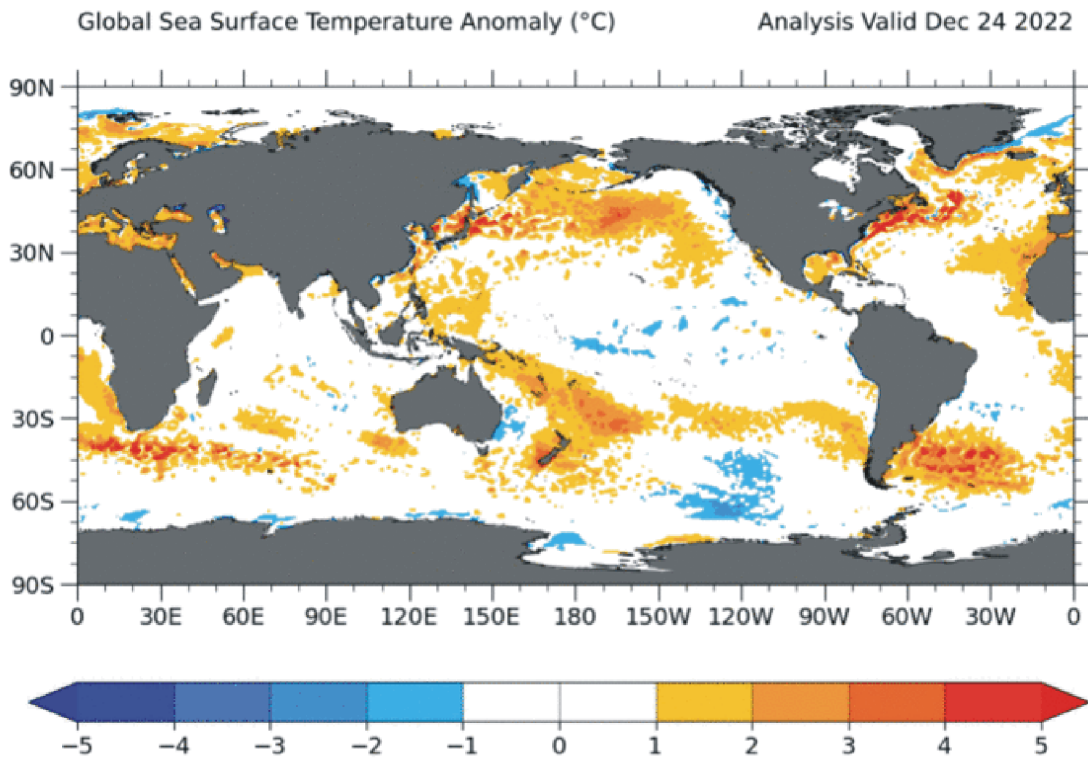 Global Sea Surface Temperature Anomaly (°C) Analysis Valid Dec 24 2022
90N
60N
30N
0
30S
60S
90S
0 30E 60E 90E 120E 150E 180 150W 120W 90W 60W 30W 0
−5 −4 −3 −2 −1 0 1 2 3 4 5